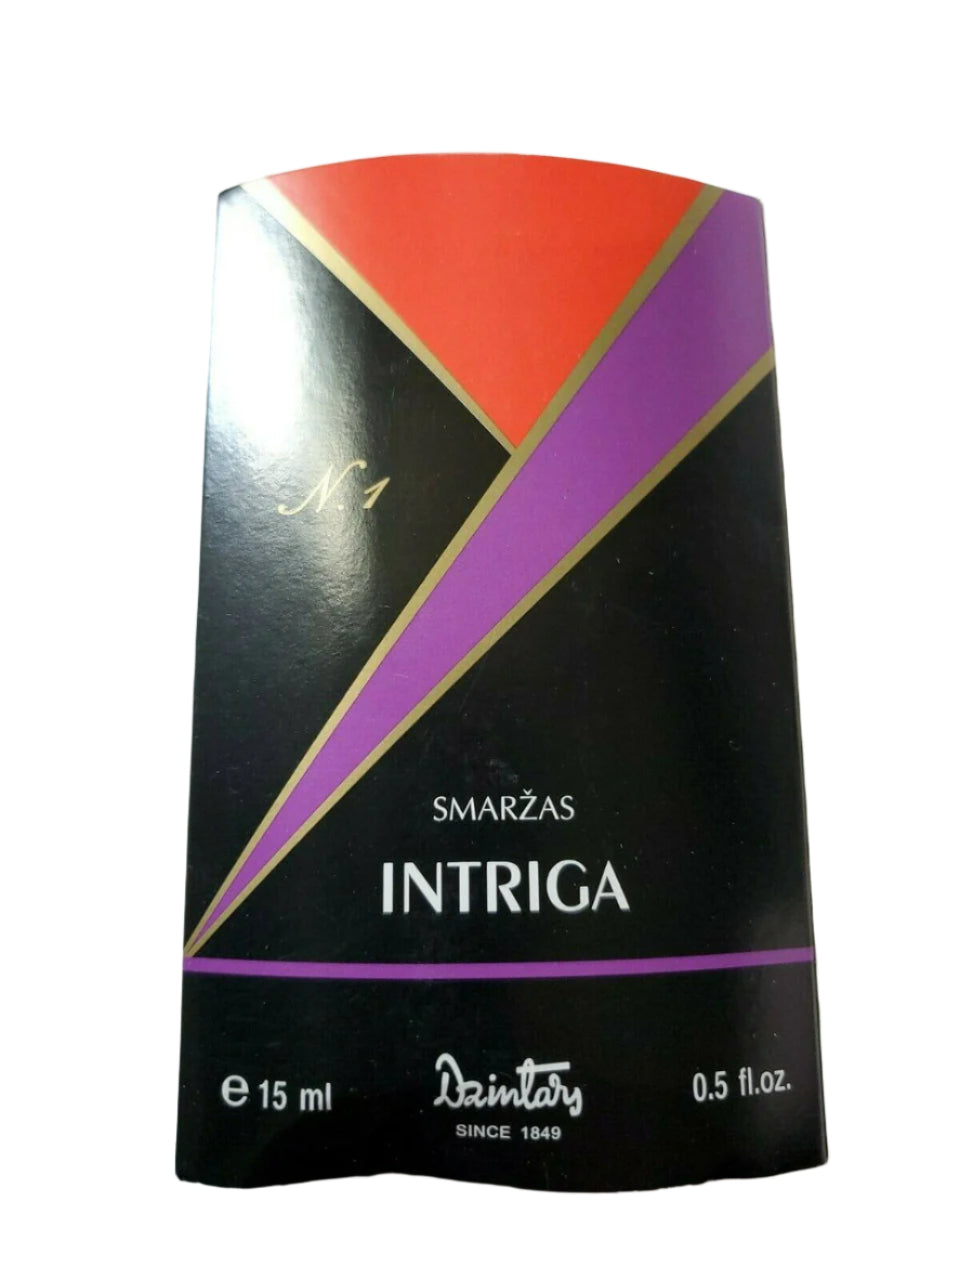 N. 1
SMARŽAS
INTRIGA
e 15 ml
Dzintars
SINCE 1849
0.5 fl.oz.